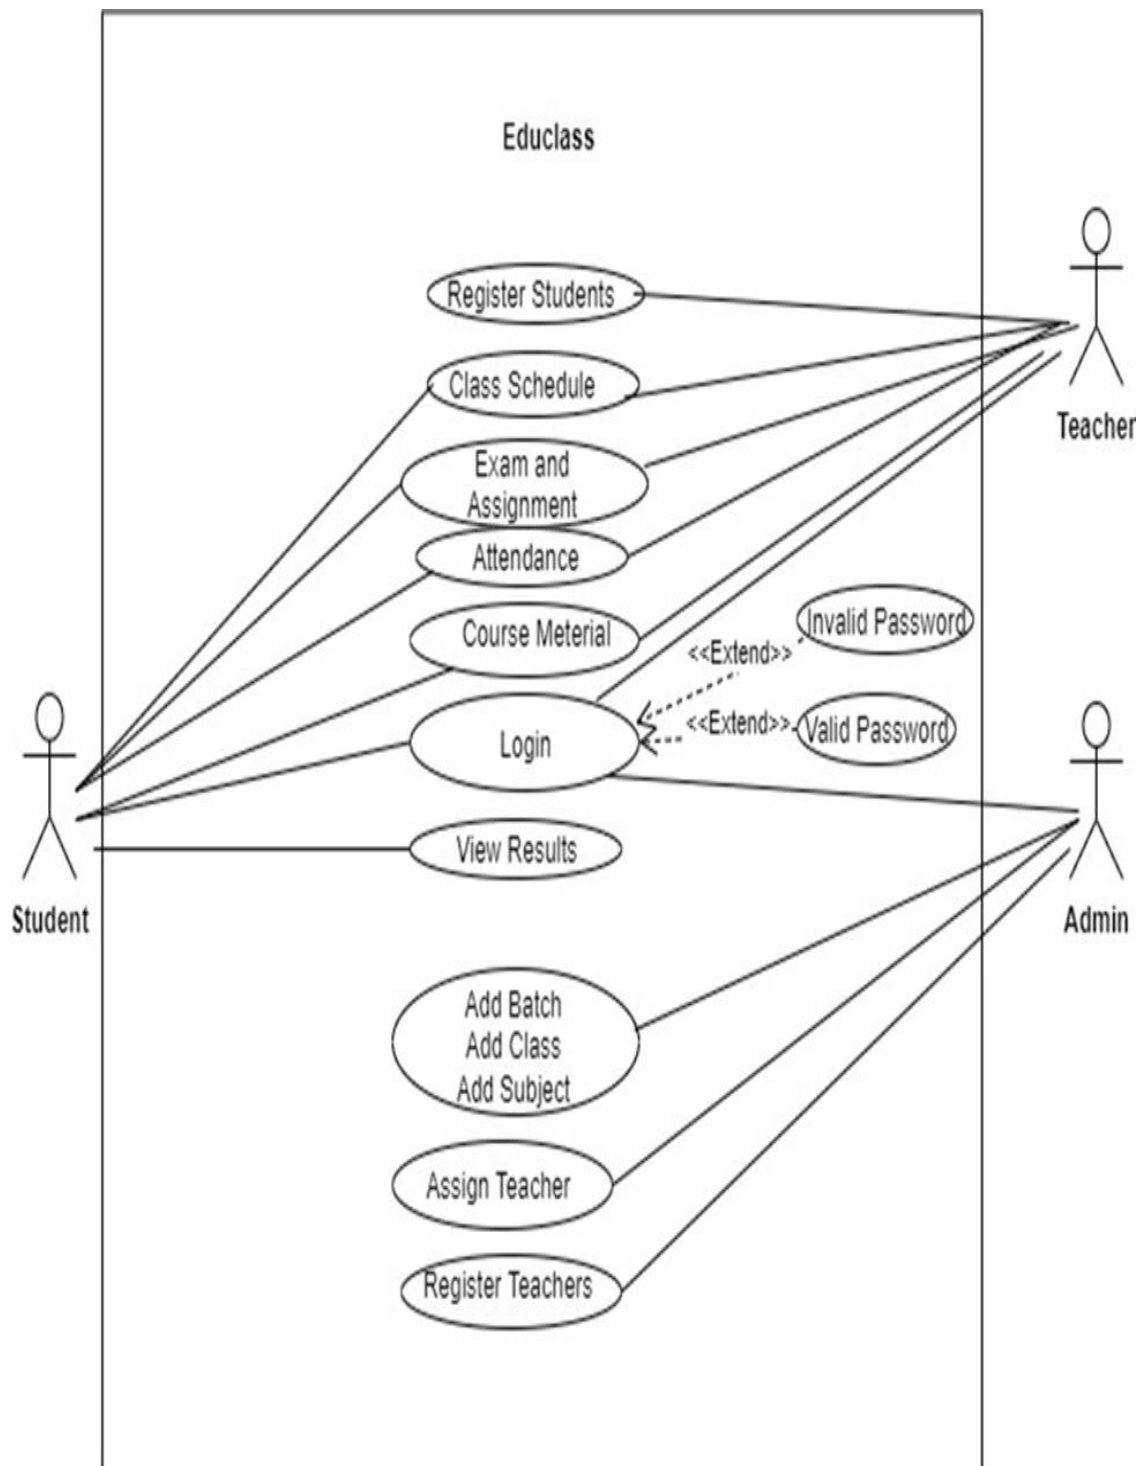 Educlass
Register Students
Class Schedule
Exam and
Assignment
Attendance
Course Meterial
Login
<<Extend>>
Invalid Password
<<Extend>>
Valid Password
View Results
Add Batch
Add Class
Add Subject
Assign Teacher
Register Teachers
Student
Teacher
Admin